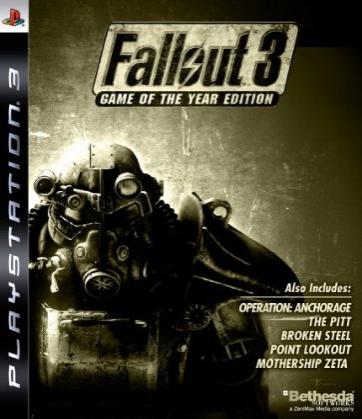 PLAYSTATION 3
Fallout 3
GAME OF THE YEAR EDITION
Also Includes:
OPERATION: ANCHORAGE
THE PITT
BROKEN STEEL
POINT LOOKOUT
MOTHERSHIP ZETA
Bethesda
SOFTWORKS
a ZeniMax Media company